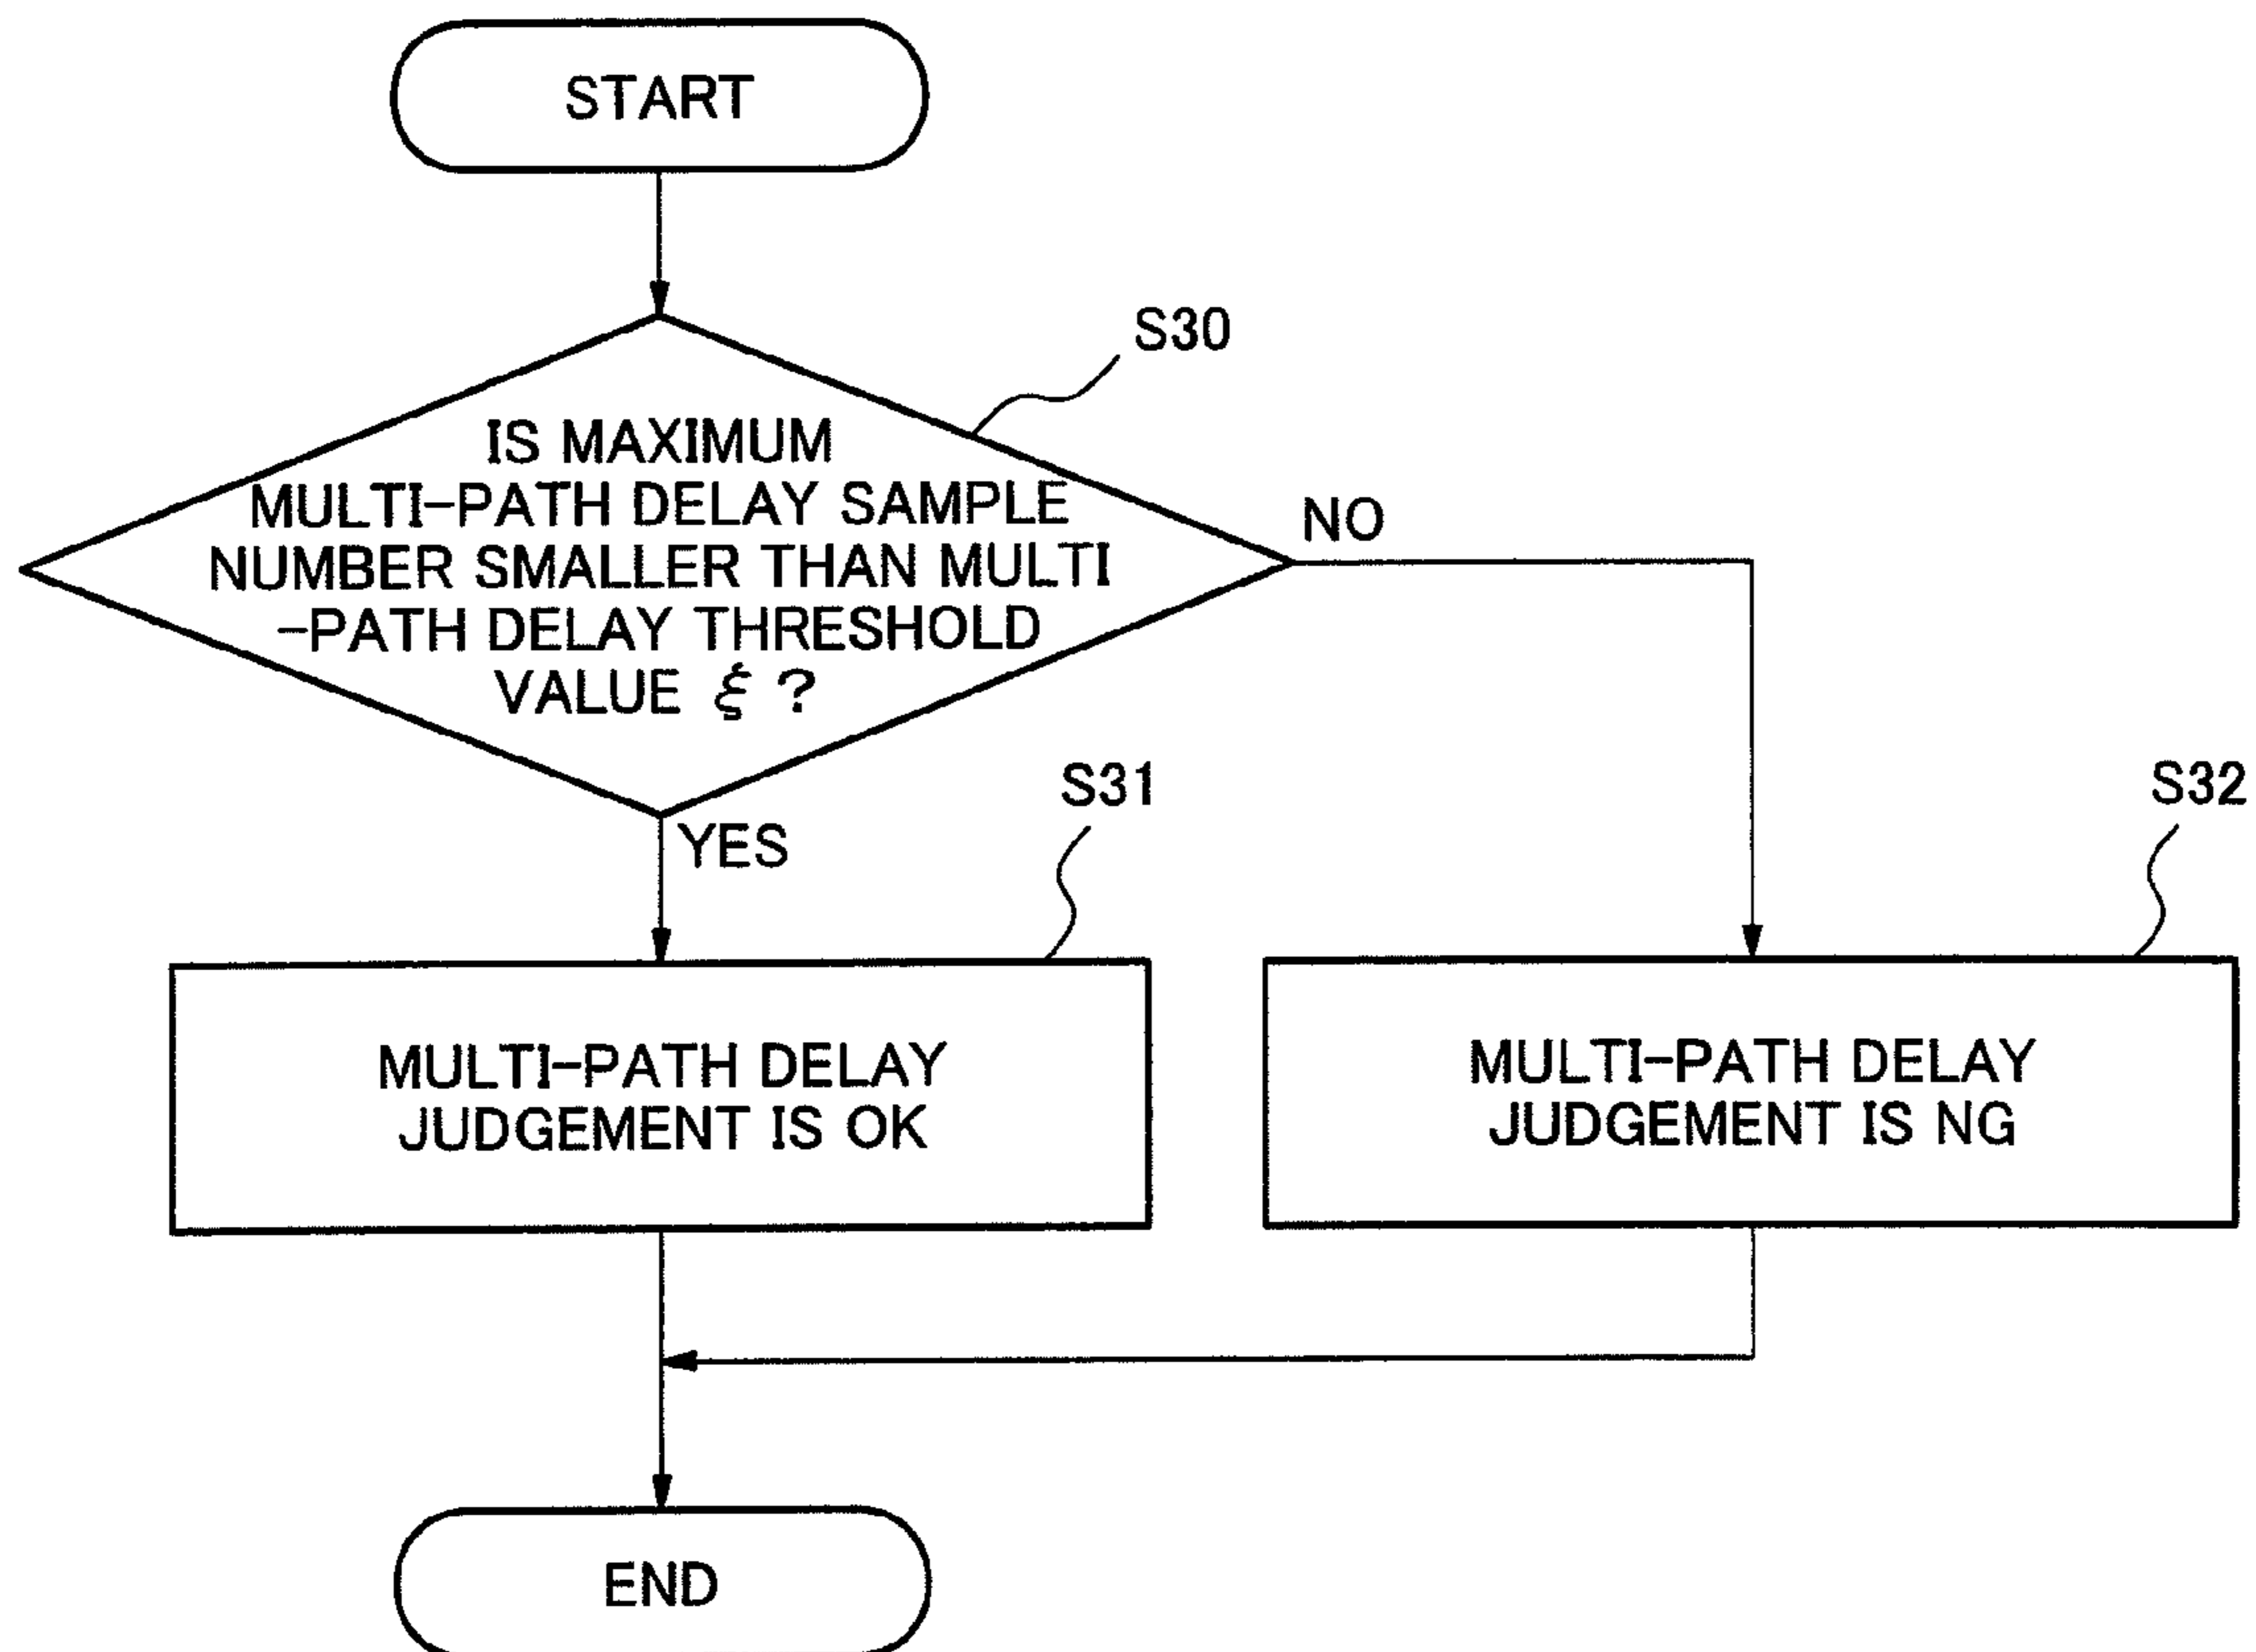 START
S30
IS MAXIMUM
MULTI-PATH DELAY SAMPLE
NUMBER SMALLER THAN MULTI
-PATH DELAY THRESHOLD
VALUE ξ ?
NO
YES
S31
S32
MULTI-PATH DELAY
JUDGEMENT IS OK
MULTI-PATH DELAY
JUDGEMENT IS NG
END